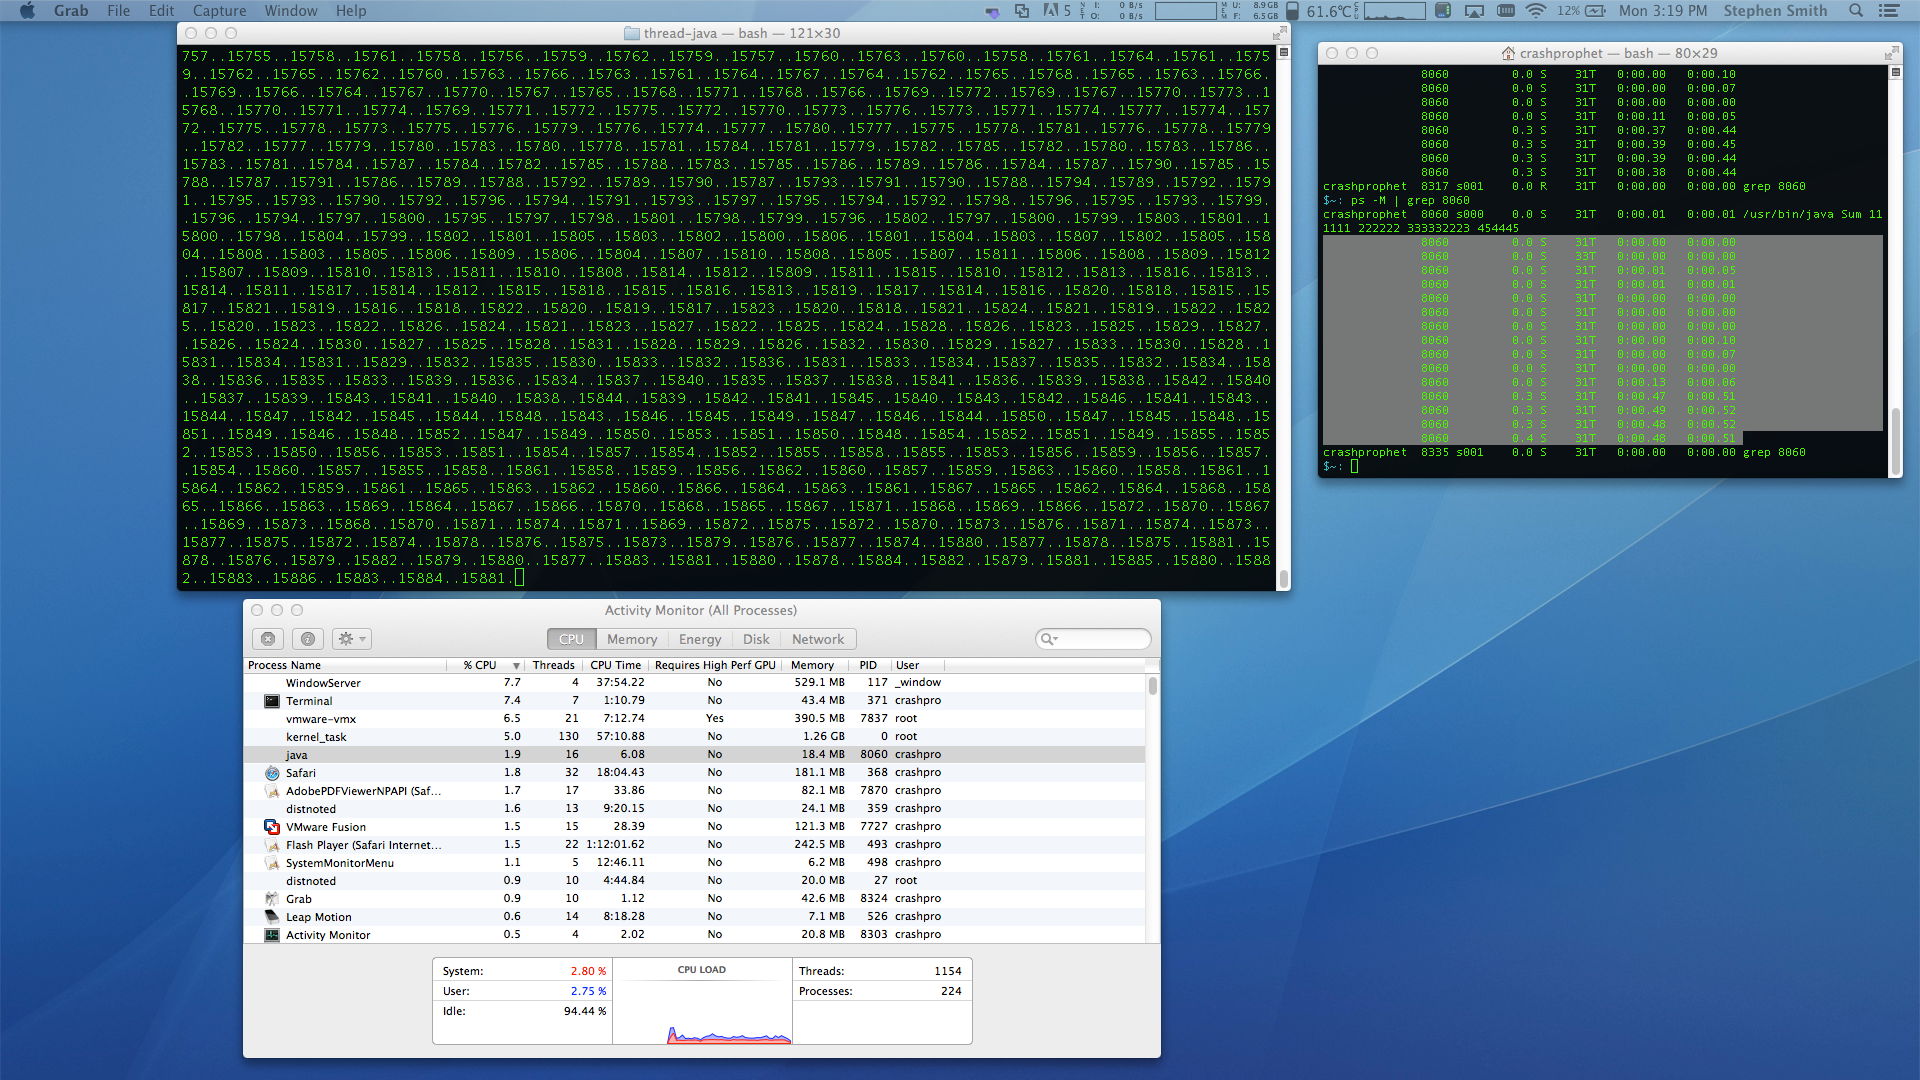 Grab File Edit Capture Window Help
5 I: 0 B/s O: 0 B/s U: 8.9GB F: 6.5GB 61.6°C 12% Mon 3:19 PM Stephen Smith
thread-java — bash — 121×30
757..15755..15758..15761..15758..15756..15759..15762..15759..15757..15760..15763..15760..15758..15761..15764..15761..1575
9..15762..15765..15762..15760..15763..15766..15763..15761..15764..15767..15764..15762..15765..15768..15765..15763..15766.
.15769..15766..15764..15767..15770..15767..15765..15768..15771..15768..15766..15769..15772..15769..15767..15770..15773..1
5768..15770..15771..15774..15769..15771..15772..15775..15772..15770..15773..15776..15773..15771..15774..15777..15774..157
72..15775..15778..15773..15775..15776..15779..15776..15774..15777..15780..15777..15775..15778..15781..15776..15778..15779
..15782..15777..15779..15783..15780..15778..15781..15784..15781..15779..15782..15785..15782..15780..15783..15786..
15783..15781..15784..15787..15784..15782..15785..15788..15783..15785..15786..15789..15786..15784..15787..15790..15785..15
788..15787..15791..15786..15789..15788..15792..15789..15790..15787..15793..15791..15790..15788..15794..15792..15789..1579
1..15795..15793..15790..15792..15796..15794..15791..15793..15797..15795..15792..15794..15798..15796..15793..15795..15799.
.15796..15794..15797..15800..15795..15797..15798..15801..15798..15796..15799..15802..15797..15799..15803..15801..15800
15800..15798..15804..15799..15802..15801..15805..15803..15802..15800..15806..15801..15804..15803..15807..15802..15805..158
04..15808..15803..15805..15806..15809..15806..15804..15807..15810..15808..15805..15807..15811..15806..15808..15809..15812
..15807..15809..15810..15813..15811..15810..15808..15814..15812..15809..15811..15815..15810..15812..15813..15816..15813..
15814..15811..15817..15814..15812..15815..15818..15815..15816..15813..15819..15817..15814..15816..15820..15818..15815..15
817..15821..15819..15816..15818..15822..15820..15819..15817..15823..15820..15818..15821..15824..15821..15819..15822..1582
5..15820..15823..15822..15826..15824..15821..15823..15827..15822..15825..15824..15828..15826..15823..15825..15829..15827.
.15826..15824..15830..15827..15825..15828..15831..15828..15829..15826..15832..15830..15829..15827..15833..15830..15828..1
5831..15834..15831..15829..15832..15835..15830..15833..15832..15836..15831..15833..15834..15837..15835..15832..15834..158
38..15836..15835..15833..15839..15836..15834..15837..15840..15835..15837..15838..15841..15836..15839..15838..15842..15840
..15837..15839..15843..15841..15840..15838..15844..15839..15842..15841..15845..15840..15843..15842..15846..15841..15843..
15844..15847..15842..15845..15844..15848..15843..15846..15845..15849..15847..15846..15844..15850..15847..15845..15848..15
851..15849..15846..15848..15852..15847..15849..15850..15853..15851..15850..15848..15854..15852..15849..15851..15855..1585
2..15853..15850..15856..15853..15851..15854..15857..15854..15855..15852..15858..15855..15853..15856..15859..15856..15857.
.15854..15860..15857..15855..15858..15861..15858..15859..15856..15862..15860..15857..15859..15863..15860..15858..15861..1
5864..15862..15859..15861..15865..15863..15862..15860..15866..15864..15863..15861..15867..15865..15862..15864..15868..158
65..15866..15863..15869..15864..15867..15866..15870..15868..15865..15867..15871..15868..15869..15866..15872..15870..15867
..15869..15873..15868..15870..15871..15874..15871..15869..15872..15875..15872..15870..15873..15876..15871..15874..15873..
15877..15875..15872..15874..15878..15876..15875..15873..15879..15876..15877..15874..15880..15877..15878..15875..15881..15
878..15876..15879..15882..15879..15880..15877..15883..15881..15880..15878..15884..15882..15879..15881..15885..15880..1588
2..15883..15886..15883..15884..15881.
crashprophet — bash — 80×29
8060 0.0 S 31T 0:00.00 0:00.10
8060 0.0 S 31T 0:00.00 0:00.07
8060 0.0 S 31T 0:00.00 0:00.00
8060 0.0 S 31T 0:00.11 0:00.05
8060 0.3 S 31T 0:00.37 0:00.44
8060 0.3 S 31T 0:00.39 0:00.45
8060 0.3 S 31T 0:00.39 0:00.44
8060 0.3 S 31T 0:00.38 0:00.44
crashprophet 8317 s001 0.0 R 31T 0:00.00 0:00.00 grep 8060
$~: ps -M | grep 8060
crashprophet 8060 s000 0.0 S 31T 0:00.01 0:00.01 /usr/bin/java Sum 11
1111 222222 333332223 454445
8060 0.0 S 31T 0:00.00 0:00.00
8060 0.0 S 33T 0:00.00 0:00.00
8060 0.0 S 31T 0:00.01 0:00.05
8060 0.0 S 31T 0:00.01 0:00.01
8060 0.0 S 31T 0:00.00 0:00.00
8060 0.0 S 31T 0:00.00 0:00.00
8060 0.0 S 31T 0:00.00 0:00.00
8060 0.0 S 31T 0:00.00 0:00.10
8060 0.0 S 31T 0:00.00 0:00.07
8060 0.0 S 31T 0:00.00 0:00.00
8060 0.0 S 31T 0:00.13 0:00.06
8060 0.3 S 31T 0:00.47 0:00.51
8060 0.3 S 31T 0:00.49 0:00.52
8060 0.3 S 31T 0:00.48 0:00.52
8060 0.4 S 31T 0:00.48 0:00.51
crashprophet 8335 s001 0.0 S 31T 0:00.00 0:00.00 grep 8060
$~:
Activity Monitor (All Processes)
CPU Memory Energy Disk Network
Process Name % CPU Threads CPU Time Requires High Perf GPU Memory PID User
WindowServer 7.7 4 37:54.22 No 529.1 MB 117 _window
Terminal 7.4 7 1:10.79 No 43.4 MB 371 crashpro
vmware-vmx 6.5 21 7:12.74 Yes 390.5 MB 7837 root
kernel_task 5.0 130 57:10.88 No 1.26 GB 0 root
java 1.9 16 6.08 No 18.4 MB 8060 crashpro
Safari 1.8 32 18:04.43 No 181.1 MB 368 crashpro
AdobePDFViewerNPAPI (Saf... 1.7 17 33.86 No 82.1 MB 7870 crashpro
distnoted 1.6 13 9:20.15 No 24.1 MB 359 crashpro
VMware Fusion 1.5 15 28.39 No 121.3 MB 7727 crashpro
Flash Player (Safari Internet... 1.5 22 1:12:01.62 No 242.5 MB 493 crashpro
SystemMonitorMenu 1.1 5 12:46.11 No 6.2 MB 498 crashpro
distnoted 0.9 10 4:44.84 No 20.0 MB 27 root
Grab 0.9 10 1.12 No 42.6 MB 8324 crashpro
Leap Motion 0.6 14 8:18.28 No 7.1 MB 526 crashpro
Activity Monitor 0.5 4 2.02 No 20.8 MB 8303 crashpro
System: 2.80 % CPU LOAD Threads: 1154
User: 2.75 % Processes: 224
Idle: 94.44 %